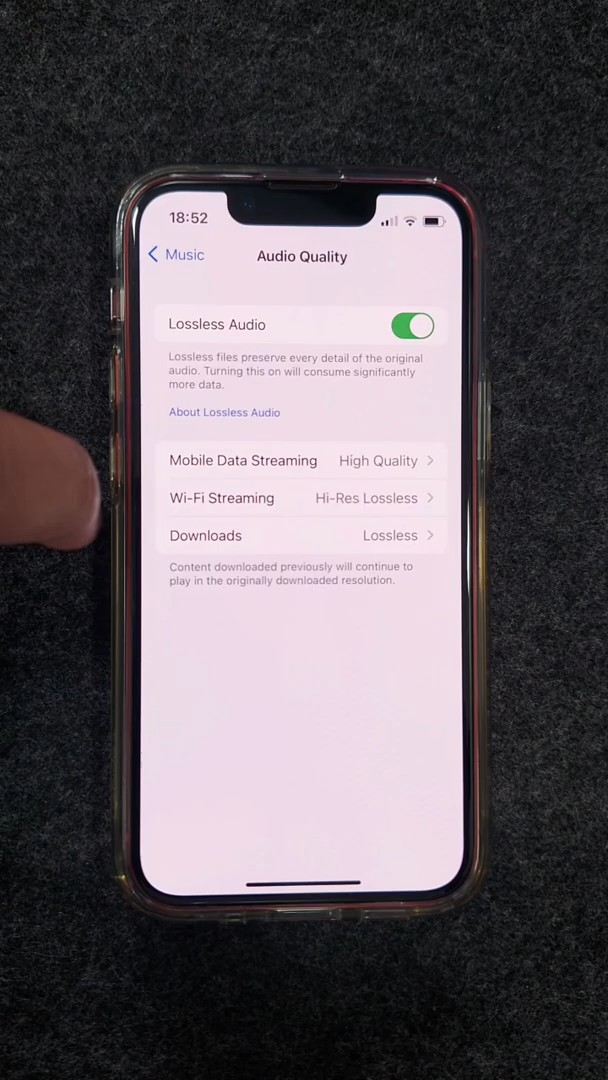 18:52
Music
Audio Quality
Lossless Audio
Lossless files preserve every detail of the original
audio. Turning this on will consume significantly
more data.
About Lossless Audio
Mobile Data Streaming High Quality
Wi-Fi Streaming Hi-Res Lossless
Downloads Lossless
Content downloaded previously will continue to
play in the originally downloaded resolution.